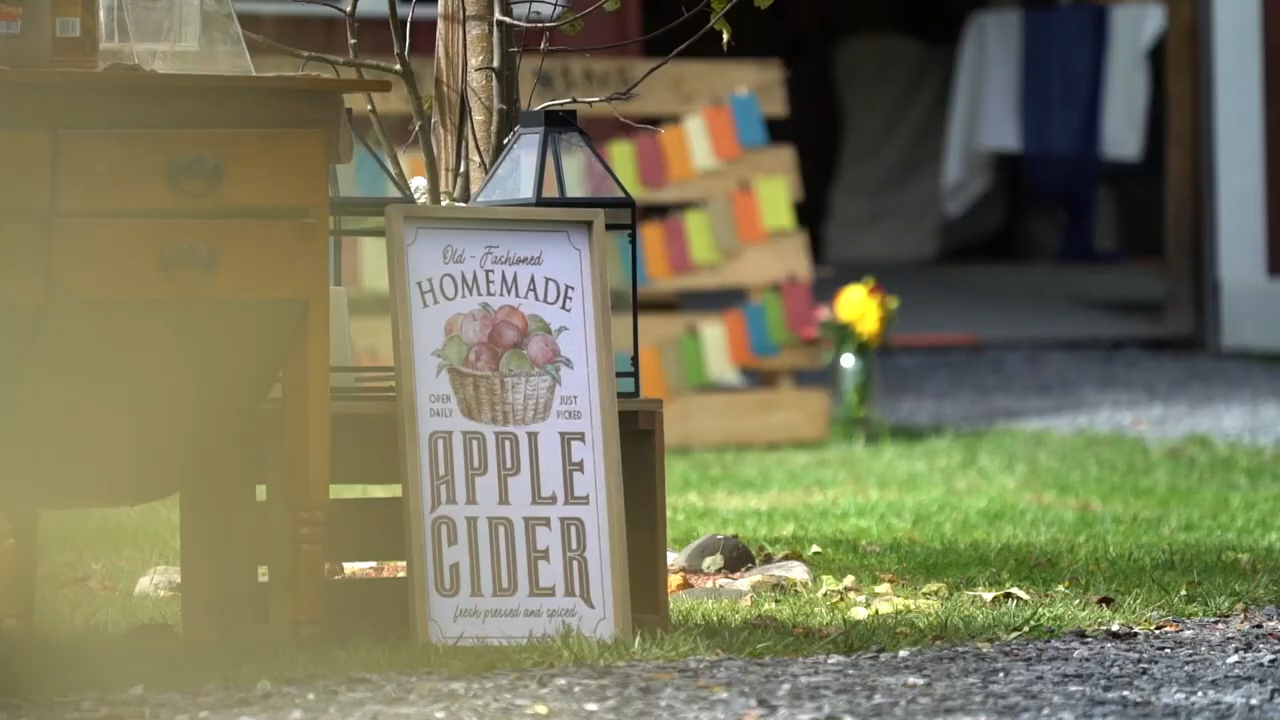 Old - Fashioned
HOMEMADE
OPEN DAILY
JUST PICKED
APPLE
CIDER
fresh pressed and spiced